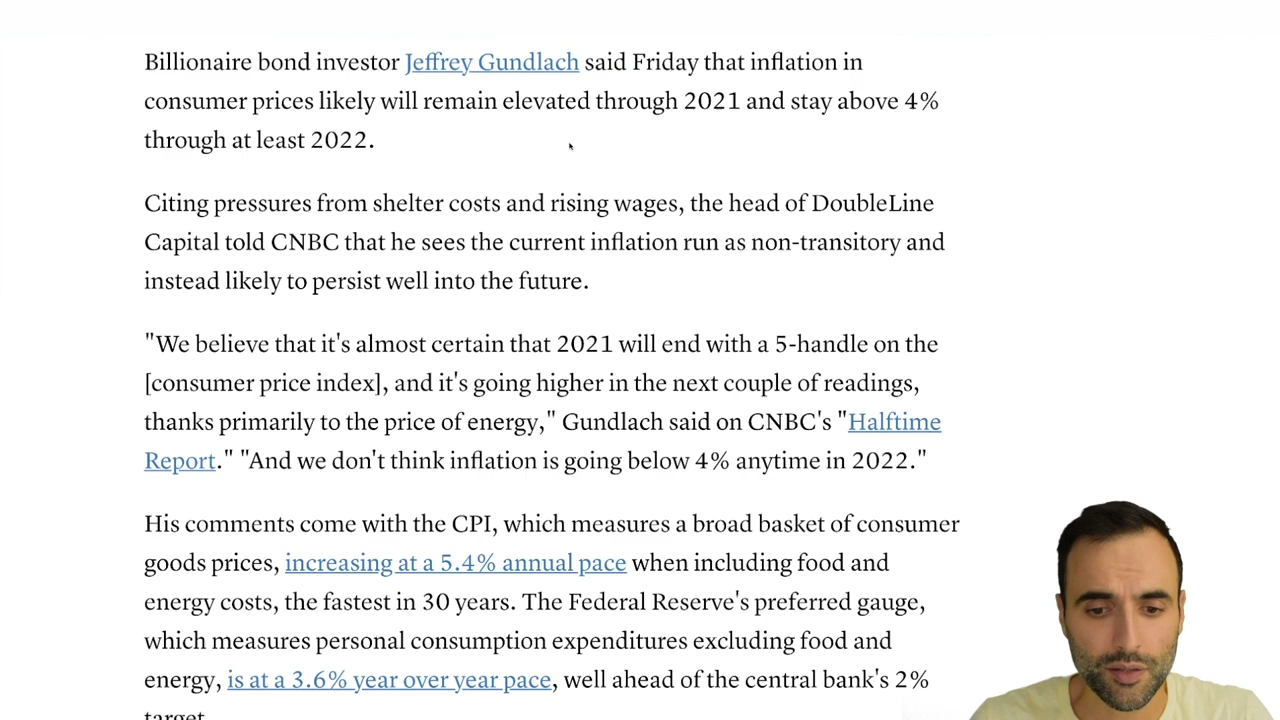 Billionaire bond investor Jeffrey Gundlach said Friday that inflation in
consumer prices likely will remain elevated through 2021 and stay above 4%
through at least 2022.
Citing pressures from shelter costs and rising wages, the head of DoubleLine
Capital told CNBC that he sees the current inflation run as non-transitory and
instead likely to persist well into the future.
"We believe that it's almost certain that 2021 will end with a 5-handle on the
[consumer price index], and it's going higher in the next couple of readings,
thanks primarily to the price of energy," Gundlach said on CNBC's "Halftime
Report." "And we don't think inflation is going below 4% anytime in 2022."
His comments come with the CPI, which measures a broad basket of consumer
goods prices, increasing at a 5.4% annual pace when including food and
energy costs, the fastest in 30 years. The Federal Reserve's preferred gauge,
which measures personal consumption expenditures excluding food and
energy, is at a 3.6% year over year pace, well ahead of the central bank's 2%
target.